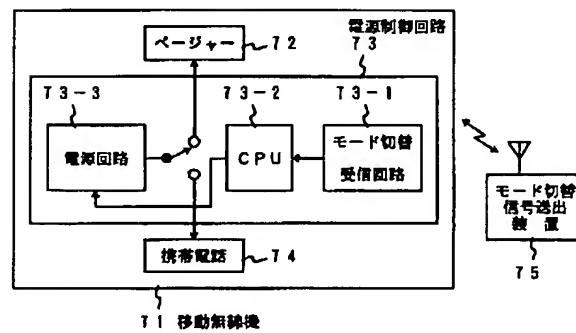 電源制御回路
ページャー
72
73
73-3
73-2
73-1
電源回路
CPU
モード切替
受信回路
モード切替
信号送出
装 置
携帯電話
74
75
71 移動無線機